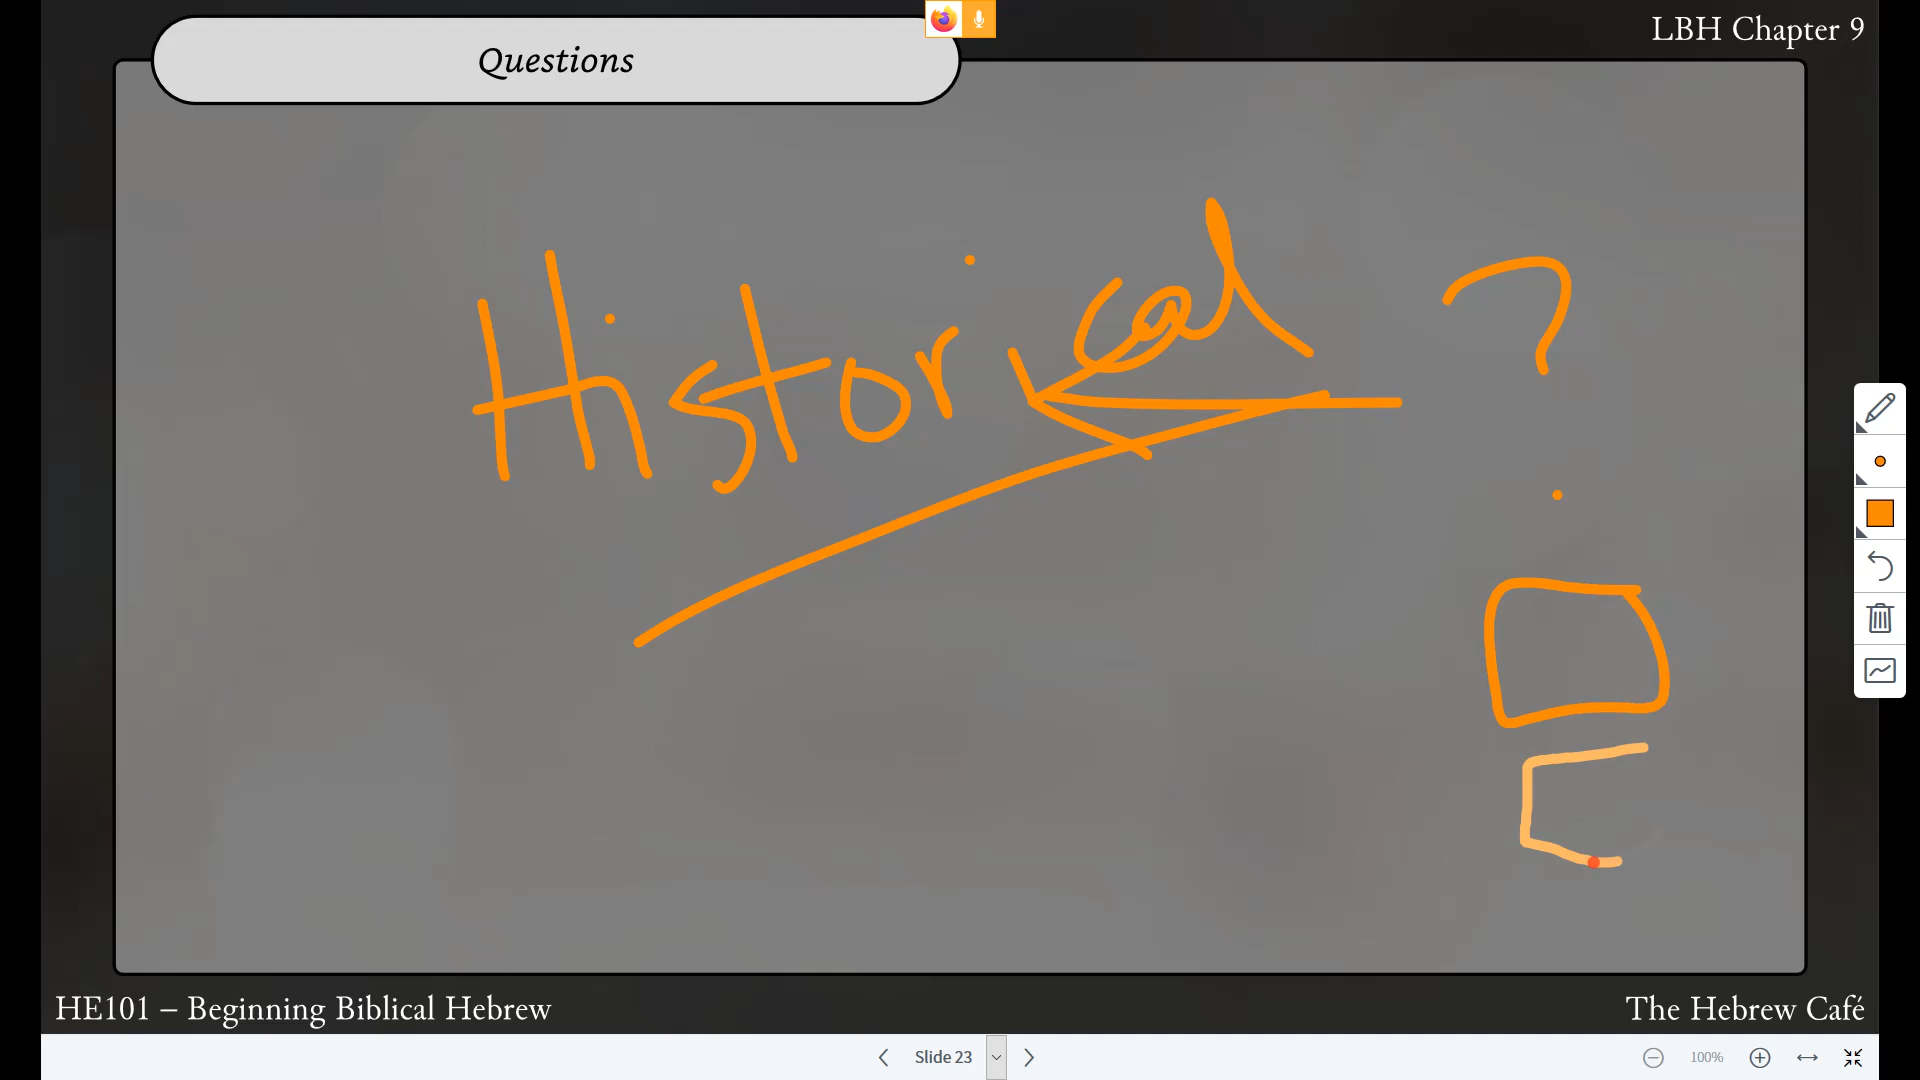 LBH Chapter 9
Questions
Historical ?
HE101 – Beginning Biblical Hebrew
The Hebrew Café
Slide 23
100%